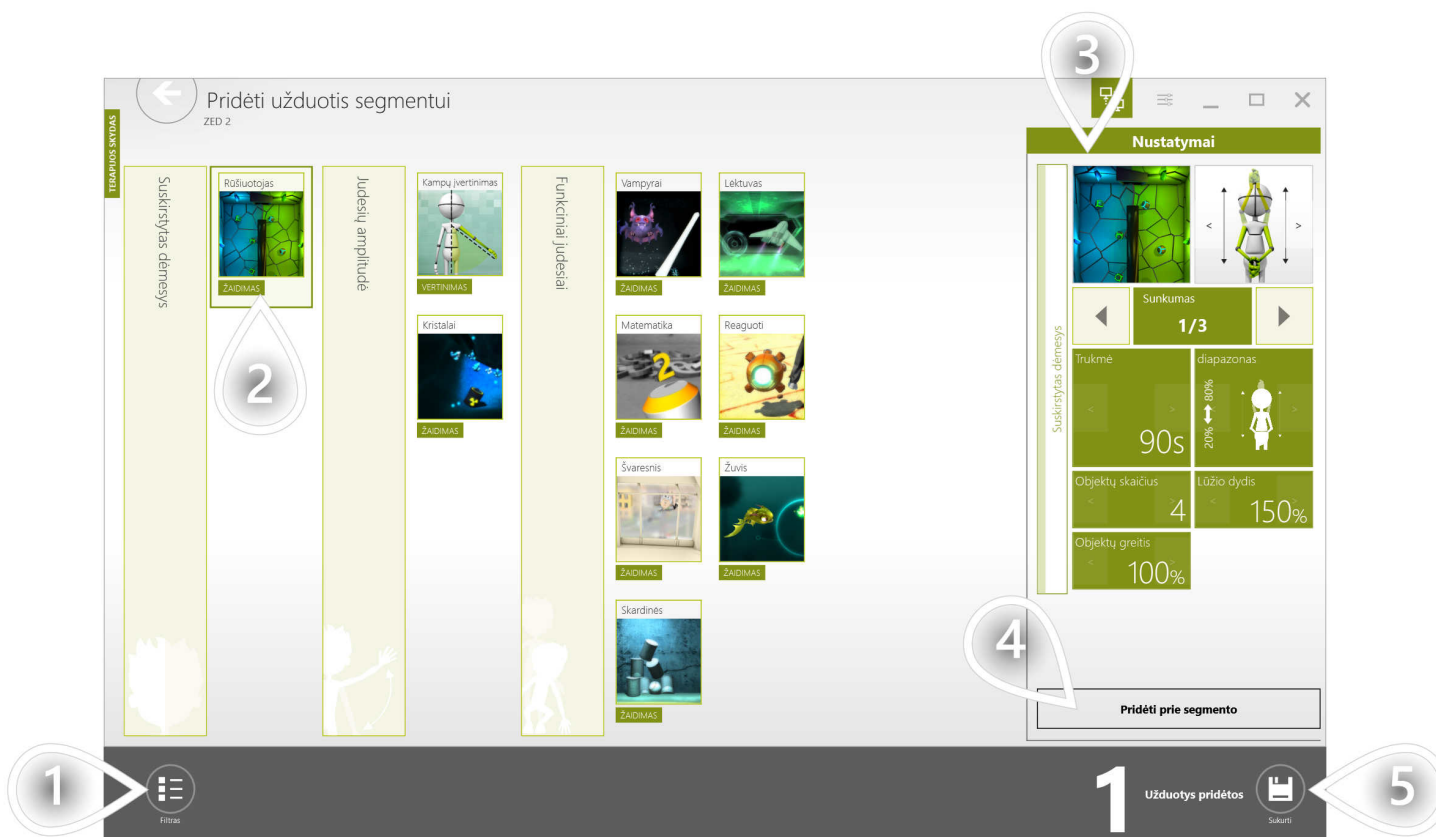 3
Pridėti užduotis segmentui
ZED 2
TERAPIJOS SKYDAS
Nustatymai
Suskirstytas dėmesys
Rūšiuotojas
ŽAIDIMAS
2
Judesių amplitudė
Kampų įvertinimas
VERTINIMAS
Kristalai
ŽAIDIMAS
Funkciniai judesiai
Vampyrai
ŽAIDIMAS
Lėktuvas
ŽAIDIMAS
Matematika
2
ŽAIDIMAS
Reaguoti
ŽAIDIMAS
Švaresnis
ŽAIDIMAS
Žuvis
ŽAIDIMAS
Skardinės
ŽAIDIMAS
Suskirstytas dėmesys
< >
Sunkumas
1/3
Trukmė
< >
90s
diapazonas
20% 80%
>
Objektų skaičius
< >
4
Lūžio dydis
< >
150%
Objektų greitis
< >
100%
4
Pridėti prie segmento
1
Filtras
1 Užduotys pridėtos
Sukurti
5